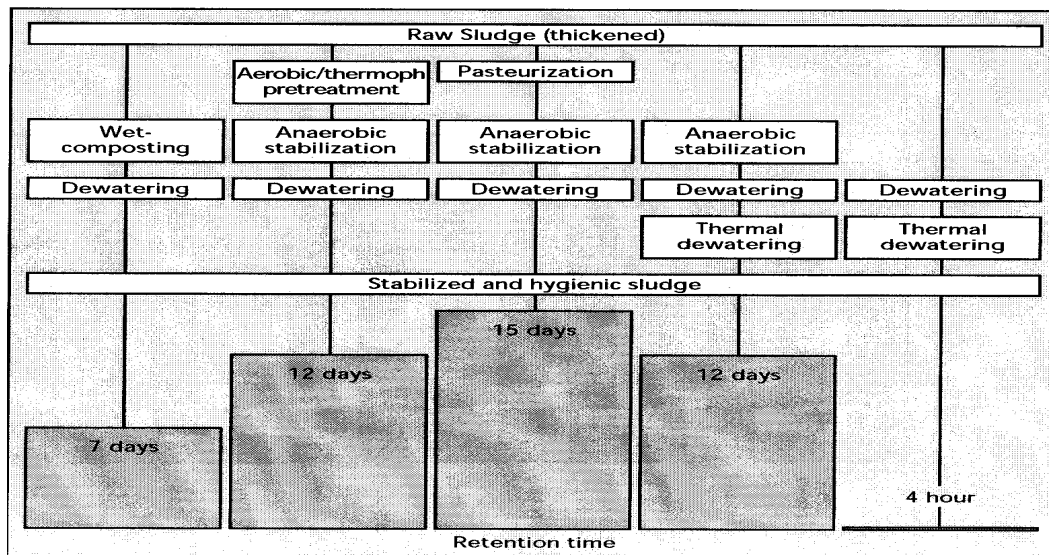 Raw Sludge (thickened)
Aerobic/thermoph
pretreatment
Pasteurization
Wet-
composting
Anaerobic
stabilization
Anaerobic
stabilization
Anaerobic
stabilization
Dewatering
Dewatering
Dewatering
Dewatering
Dewatering
Thermal
dewatering
Thermal
dewatering
Stabilized and hygienic sludge
15 days
12 days
12 days
7 days
4 hour
Retention time